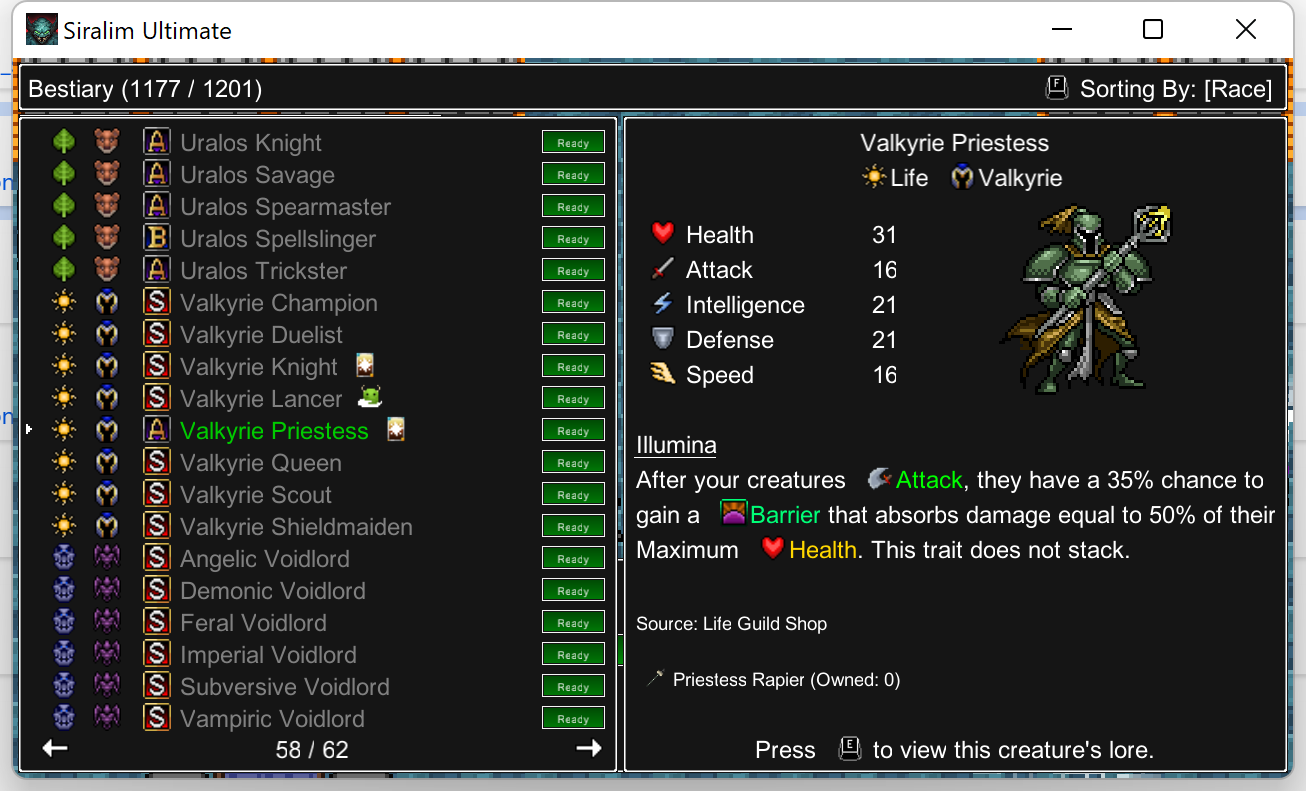 Siralim Ultimate
Bestiary (1177 / 1201)
F
Sorting By: [Race]
A Uralos Knight Ready
A Uralos Savage Ready
A Uralos Spearmaster Ready
B Uralos Spellslinger Ready
A Uralos Trickster Ready
S Valkyrie Champion Ready
S Valkyrie Duelist Ready
S Valkyrie Knight Ready
S Valkyrie Lancer Ready
A Valkyrie Priestess Ready
S Valkyrie Queen Ready
S Valkyrie Scout Ready
S Valkyrie Shieldmaiden Ready
S Angelic Voidlord Ready
S Demonic Voidlord Ready
S Feral Voidlord Ready
S Imperial Voidlord Ready
S Subversive Voidlord Ready
S Vampiric Voidlord Ready
58 / 62
Valkyrie Priestess
Life Valkyrie
Health 31
Attack 16
Intelligence 21
Defense 21
Speed 16
Illumina
After your creatures Attack, they have a 35% chance to
gain a Barrier that absorbs damage equal to 50% of their
Maximum Health. This trait does not stack.
Source: Life Guild Shop
Priestess Rapier (Owned: 0)
Press E to view this creature's lore.